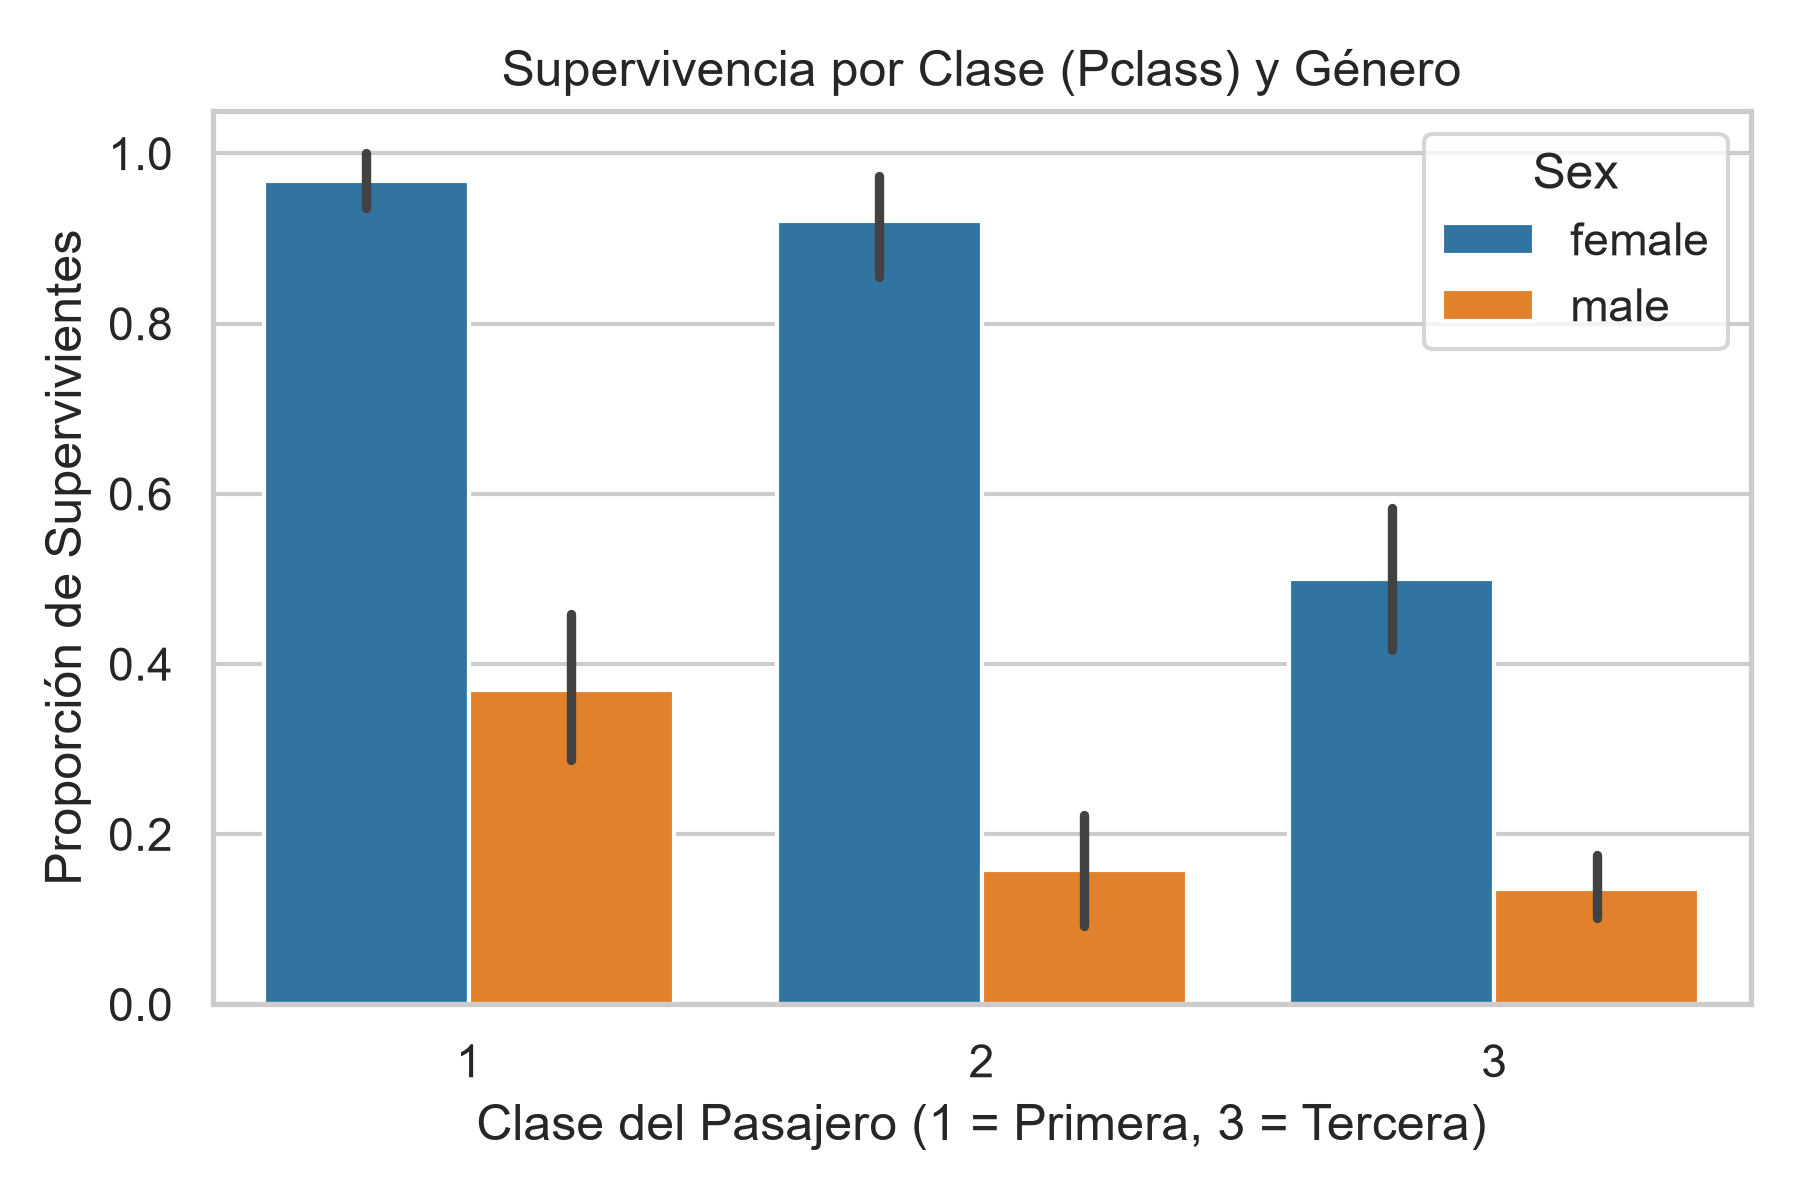 Supervivencia por Clase (Pclass) y Género
Proporción de Supervivientes
1.0
0.8
0.6
0.4
0.2
0.0
Sex
female
male
1 2 3
Clase del Pasajero (1 = Primera, 3 = Tercera)